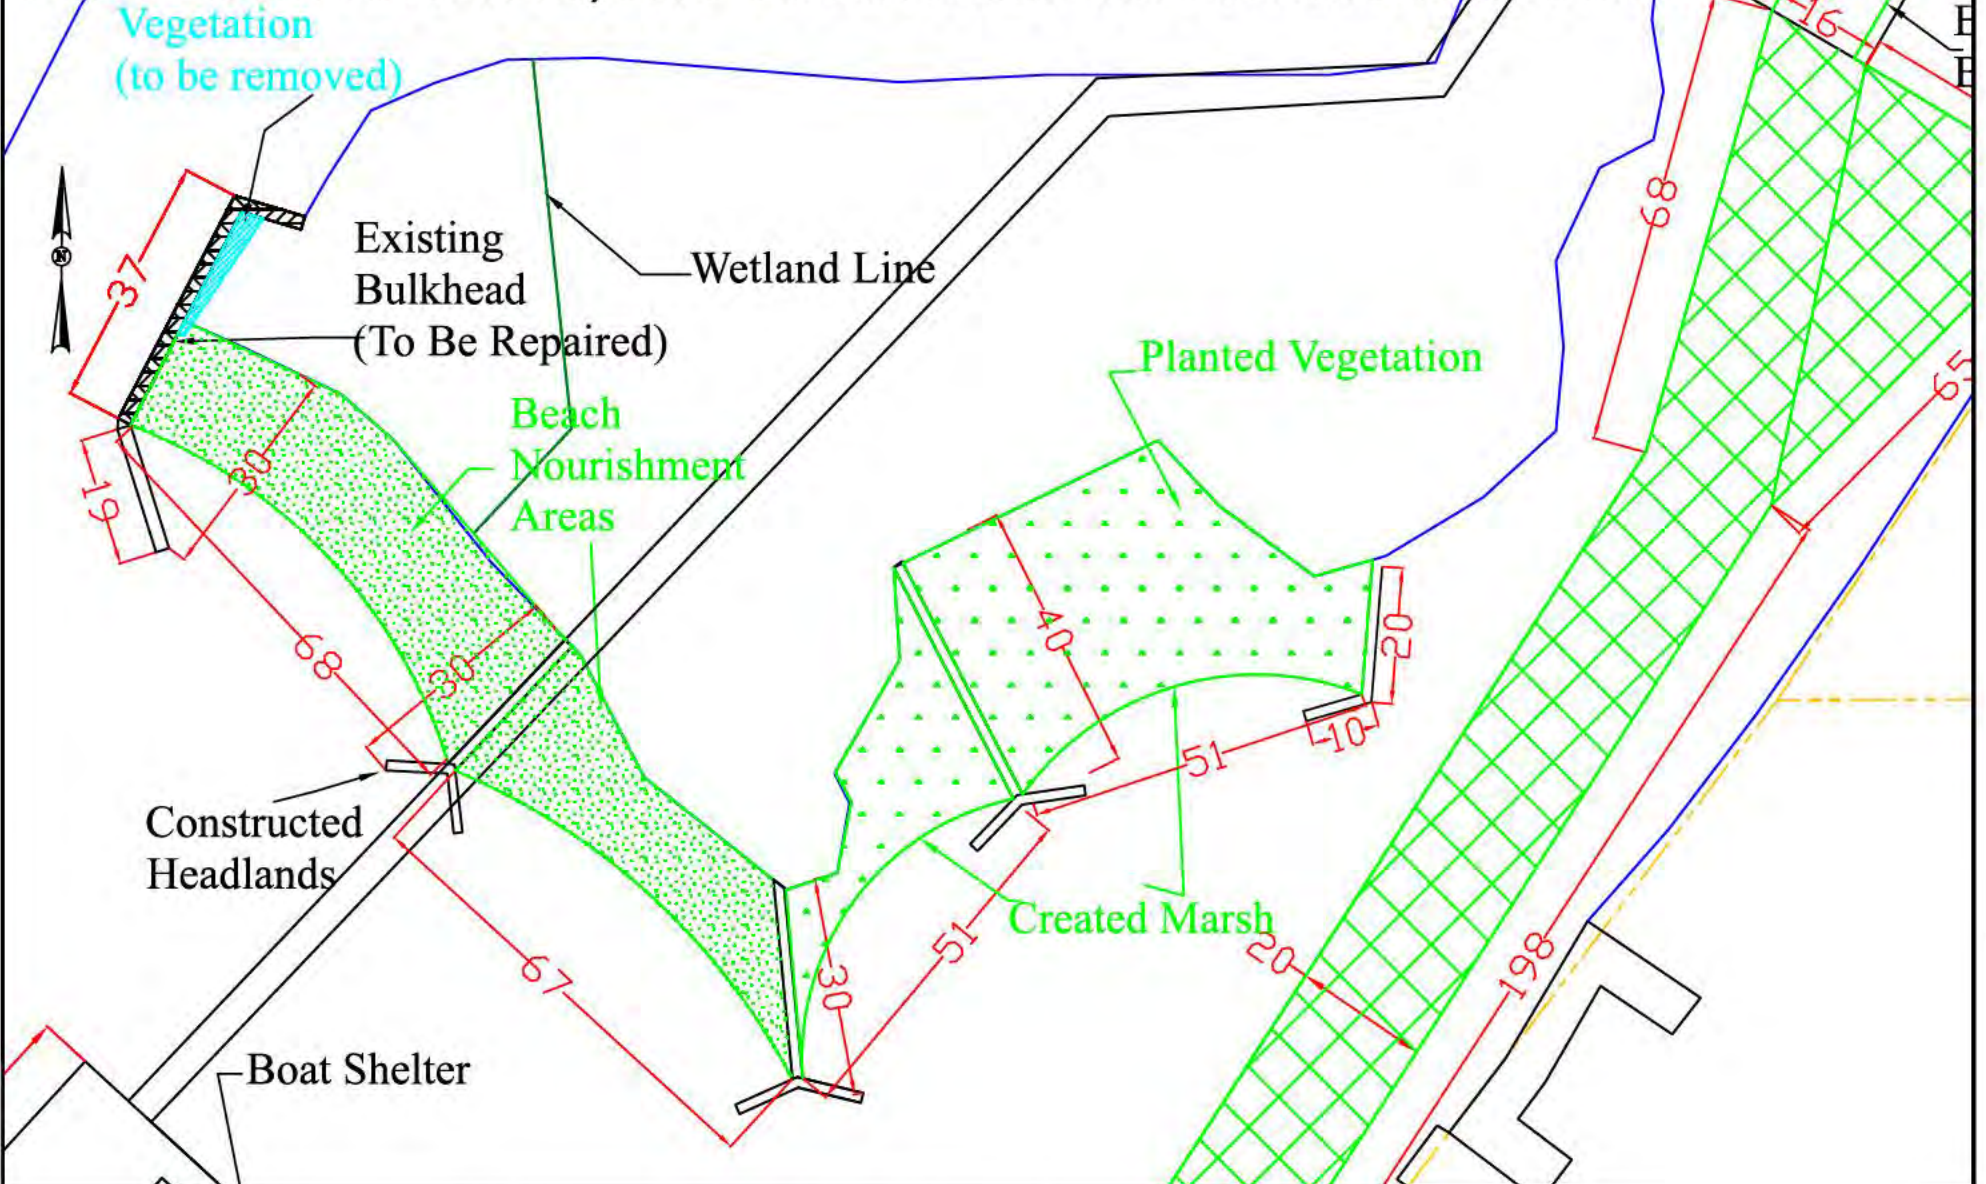 Vegetation
(to be removed)
16
E
E
68
37
N
Existing
Bulkhead
(To Be Repaired)
Wetland Line
Planted Vegetation
65
Beach
Nourishment
Areas
30
19
40
20
68
30
10
51
Constructed
Headlands
Created Marsh
51
20
198
67
30
Boat Shelter